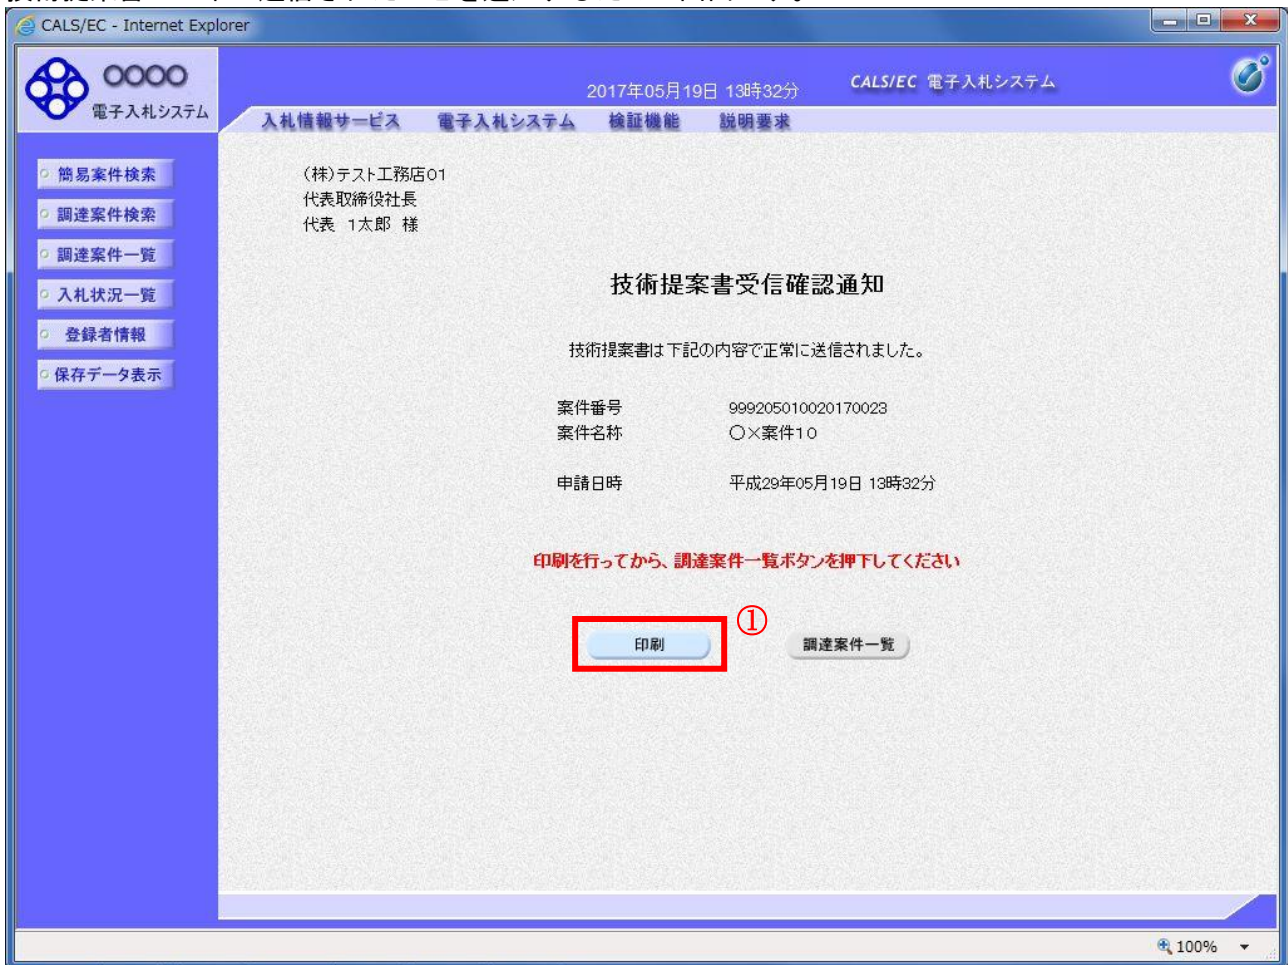 CALS/EC - Internet Explorer
○○○○
電子入札システム
2017年05月19日 13時32分
CALS/EC 電子入札システム
入札情報サービス 電子入札システム 検証機能 説明要求
簡易案件検索
調達案件検索
調達案件一覧
入札状況一覧
登録者情報
保存データ表示
(株)テスト工務店01
代表取締役社長
代表 1太郎 様
技術提案書受信確認通知
技術提案書は下記の内容で正常に送信されました。
案件番号 999205010020170023
案件名称 ○×案件10
申請日時 平成29年05月19日 13時32分
印刷を行ってから、調達案件一覧ボタンを押下してください
①
印刷 調達案件一覧
100%